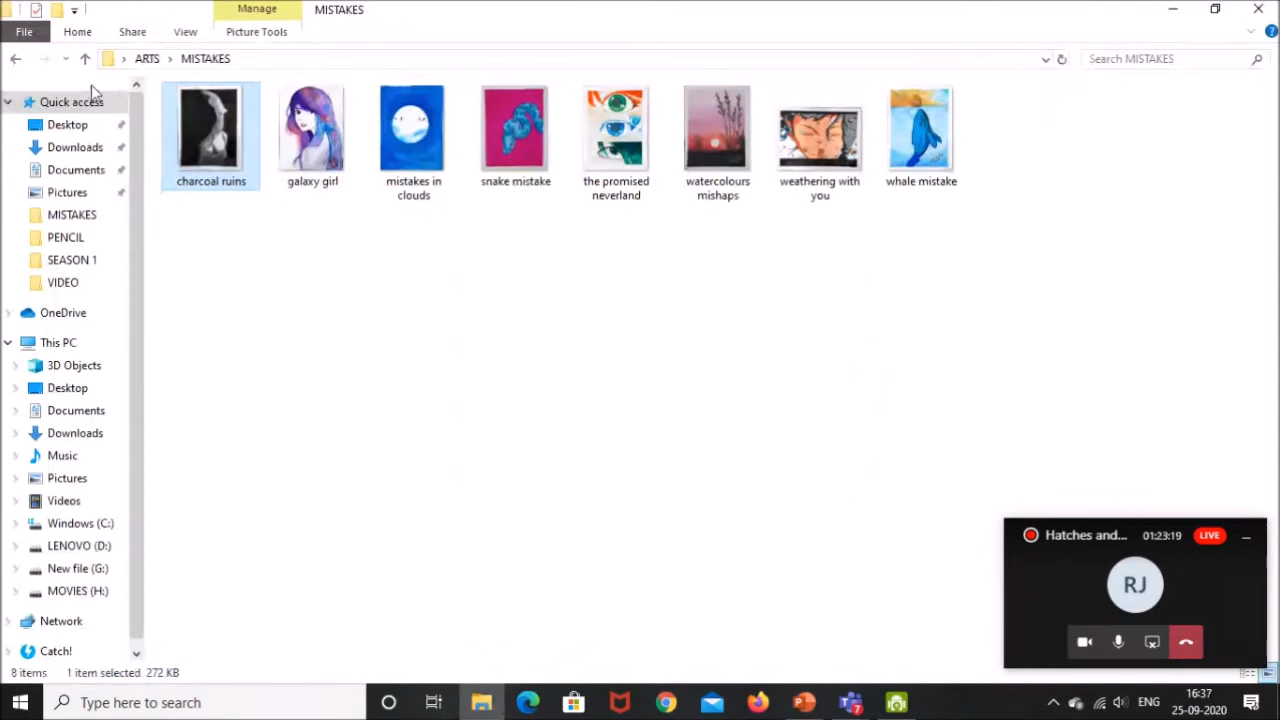 Manage
MISTAKES
File
Home
Share
View
Picture Tools
ARTS
MISTAKES
Search MISTAKES
Quick access
Desktop
Downloads
Documents
Pictures
MISTAKES
PENCIL
SEASON 1
VIDEO
OneDrive
This PC
3D Objects
Desktop
Documents
Downloads
Music
Pictures
Videos
Windows (C:)
LENOVO (D:)
New file (G:)
MOVIES (H:)
Network
Catch!
charcoal ruins
galaxy girl
mistakes in
clouds
snake mistake
the promised
neverland
watercolours
mishaps
weathering with
you
whale mistake
Hatches and...
01:23:19
LIVE
RJ
8 items
1 item selected 272 KB
Type here to search
7
ENG
16:37
25-09-2020